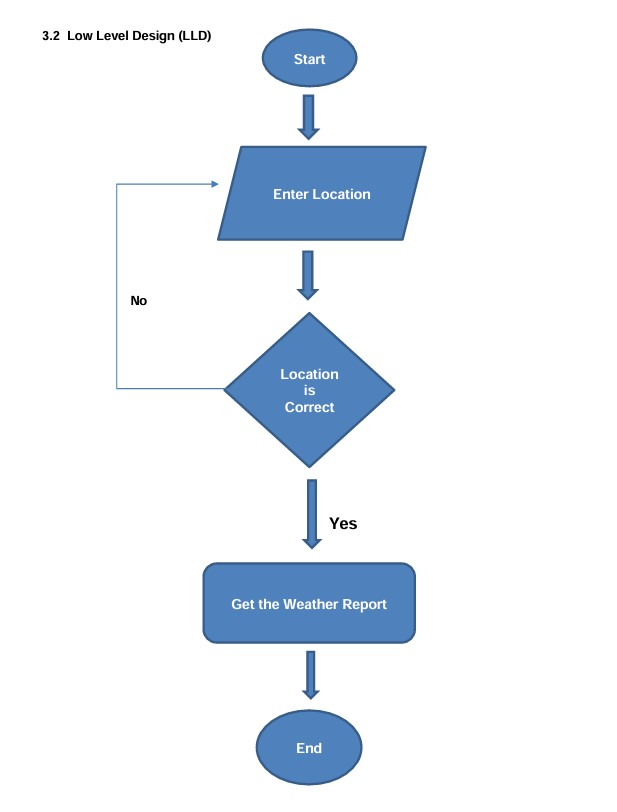 3.2  Low Level Design (LLD)
Start
Enter Location
No
Location
is
Correct
Yes
Get the Weather Report
End